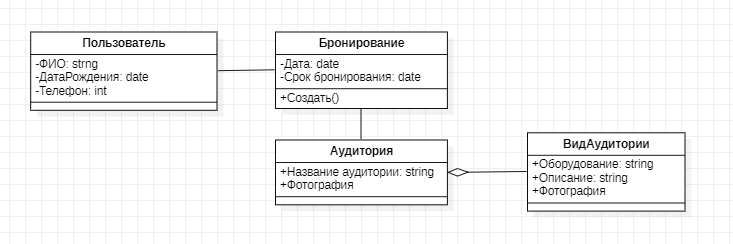 Пользователь
-ФИО: strng
-ДатаРождения: date
-Телефон: int
Бронирование
-Дата: date
-Срок бронирования: date
+Создать()
Аудитория
+Название аудитории: string
+Фотография
ВидАудитории
+Оборудование: string
+Описание: string
+Фотография